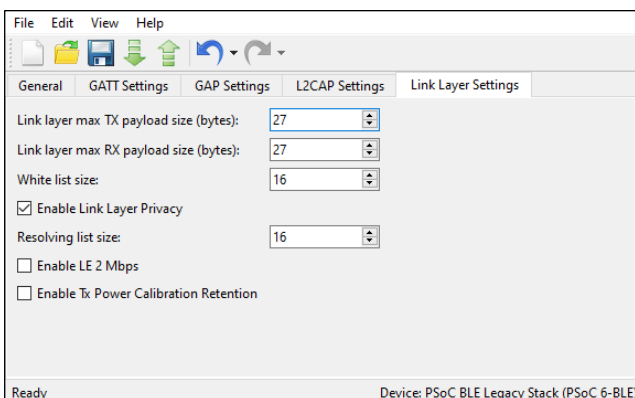 File Edit View Help
General GATT Settings GAP Settings L2CAP Settings Link Layer Settings
Link layer max TX payload size (bytes): 27
Link layer max RX payload size (bytes): 27
White list size: 16
Enable Link Layer Privacy
Resolving list size: 16
Enable LE 2 Mbps
Enable Tx Power Calibration Retention
Ready Device: PSoC BLE Legacy Stack (PSoC 6-BLE)